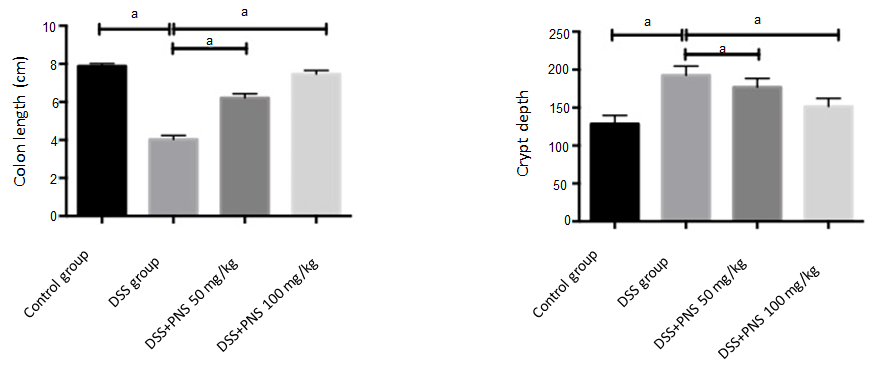 a
a
a
10
8
6
4
2
0
Colon length (cm)
Control group
DSS group
DSS+PNS 50 mg/kg
DSS+PNS 100 mg/kg
a
a
a
250
200
150
100
50
0
Crypt depth
Control group
DSS group
DSS+PNS 50 mg/kg
DSS+PNS 100 mg/kg